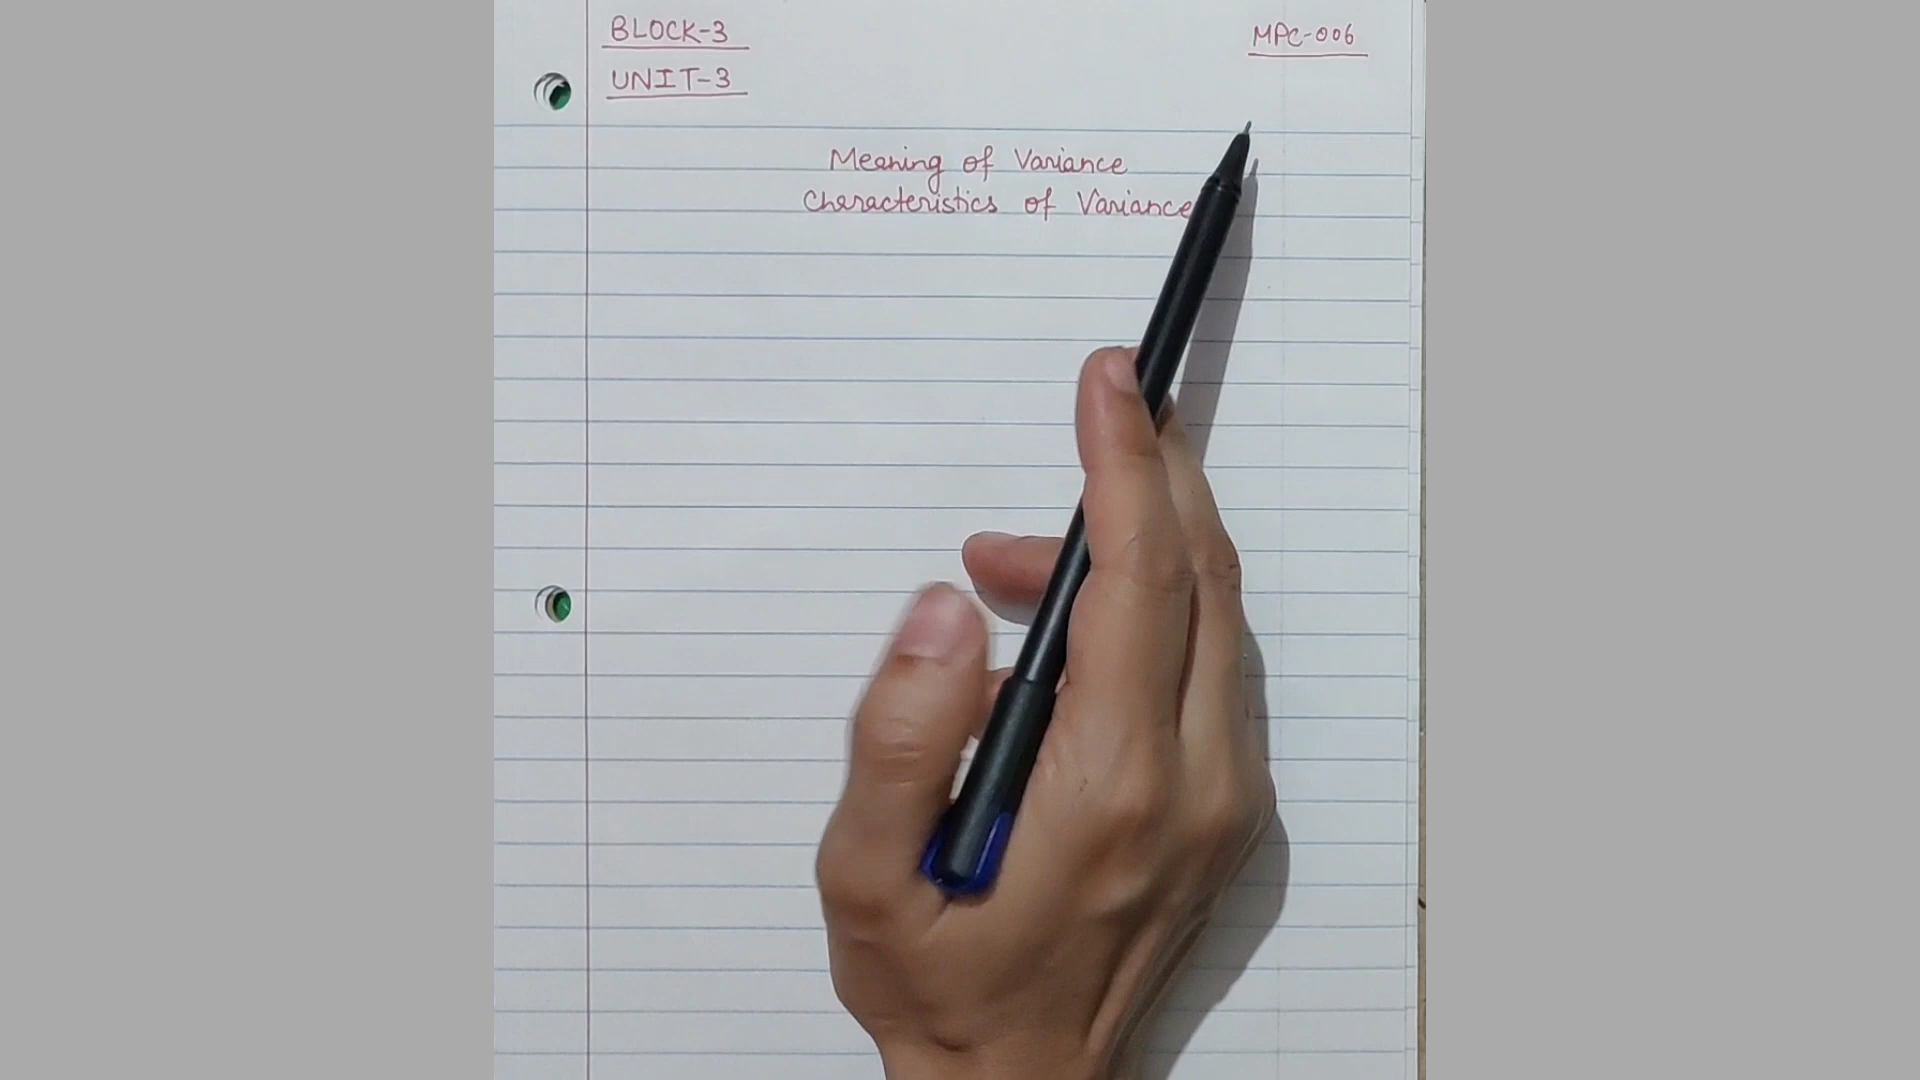 BLOCK-3
MPC-006
UNIT-3
Meaning of Variance
Characteristics of Variance